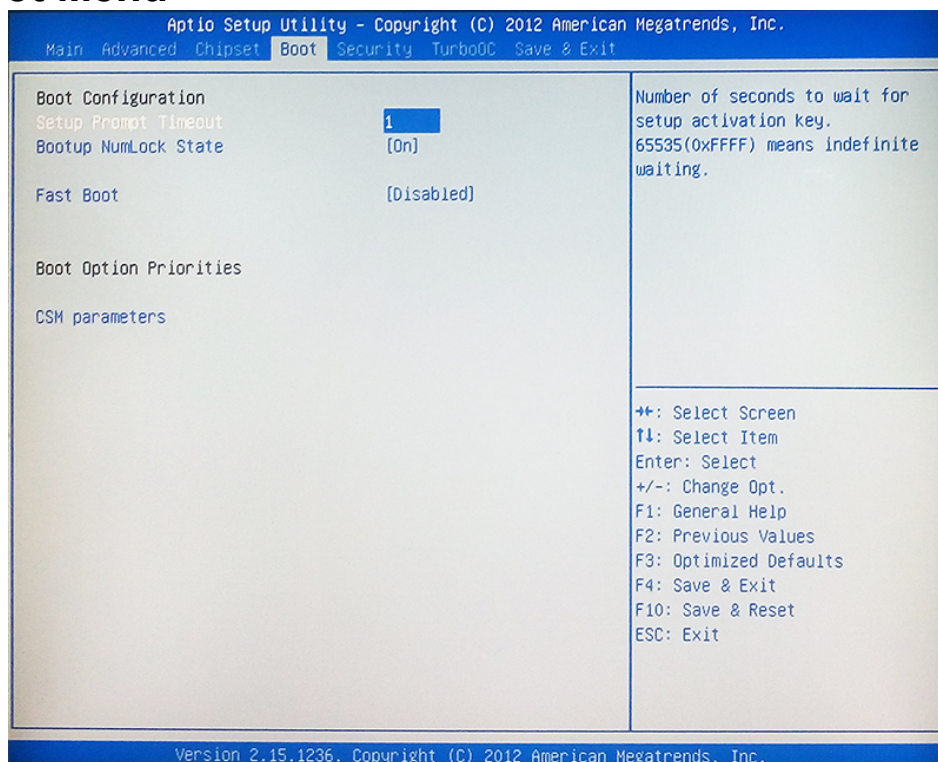 Aptio Setup Utility - Copyright (C) 2012 American Megatrends, Inc.
Main Advanced Chipset Boot Security TurboOC Save & Exit
Boot Configuration
Setup Prompt Timeout 1
Bootup NumLock State [On]
Fast Boot [Disabled]
Boot Option Priorities
CSM parameters
Number of seconds to wait for
setup activation key.
65535(0xFFFF) means indefinite
waiting.
→←: Select Screen
↑↓: Select Item
Enter: Select
+/-: Change Opt.
F1: General Help
F2: Previous Values
F3: Optimized Defaults
F4: Save & Exit
F10: Save & Reset
ESC: Exit
Version 2.15.1236. Copyright (C) 2012 American Megatrends, Inc.